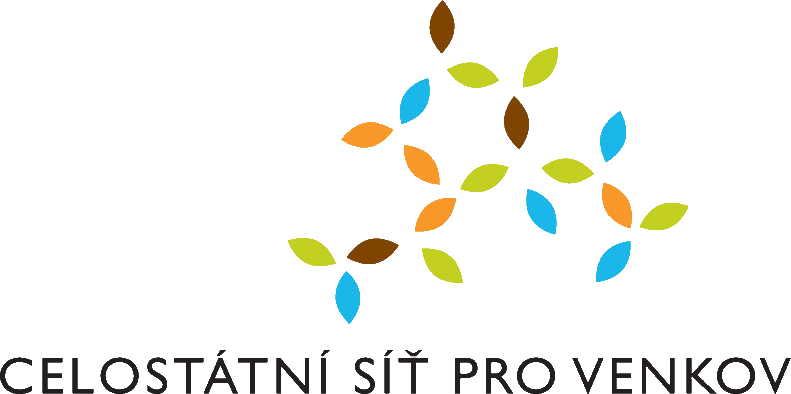 CELOSTÁTNÍ SÍŤ PRO VENKOV